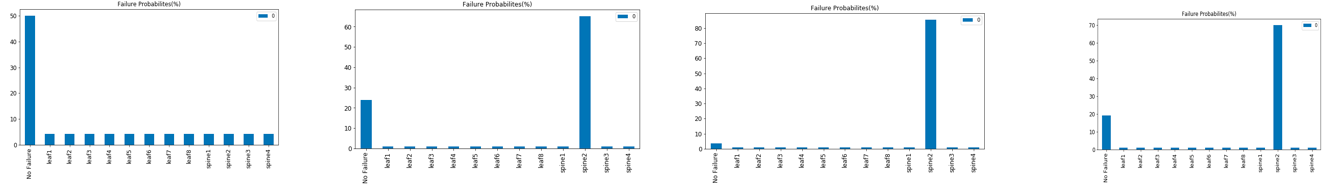 Failure Probabilites(%)
0
50
40
30
20
10
0
No Failure
leaf1
leaf2
leaf3
leaf4
leaf5
leaf6
leaf7
leaf8
spine1
spine2
spine3
spine4
Failure Probabilites(%)
0
60
50
40
30
20
10
0
No Failure
leaf1
leaf2
leaf3
leaf4
leaf5
leaf6
leaf7
leaf8
spine1
spine2
spine3
spine4
Failure Probabilites(%)
0
80
70
60
50
40
30
20
10
0
No Failure
leaf1
leaf2
leaf3
leaf4
leaf5
leaf6
leaf7
leaf8
spine1
spine2
spine3
spine4
Failure Probabilites(%)
0
70
60
50
40
30
20
10
0
No Failure
leaf1
leaf2
leaf3
leaf4
leaf5
leaf6
leaf7
leaf8
spine1
spine2
spine3
spine4